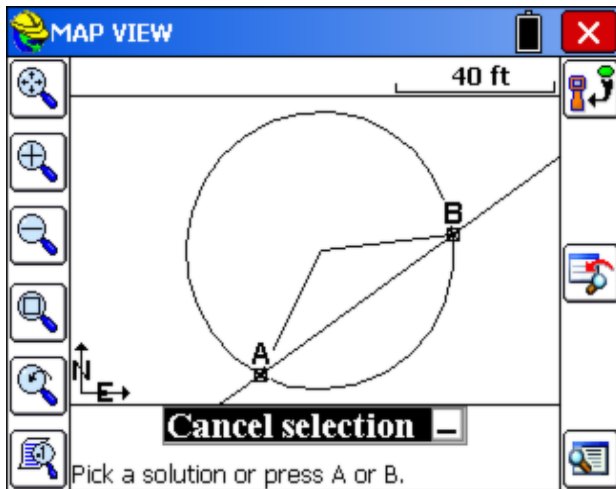 MAP VIEW
40 ft
B
A
N
E
Cancel selection
Pick a solution or press A or B.